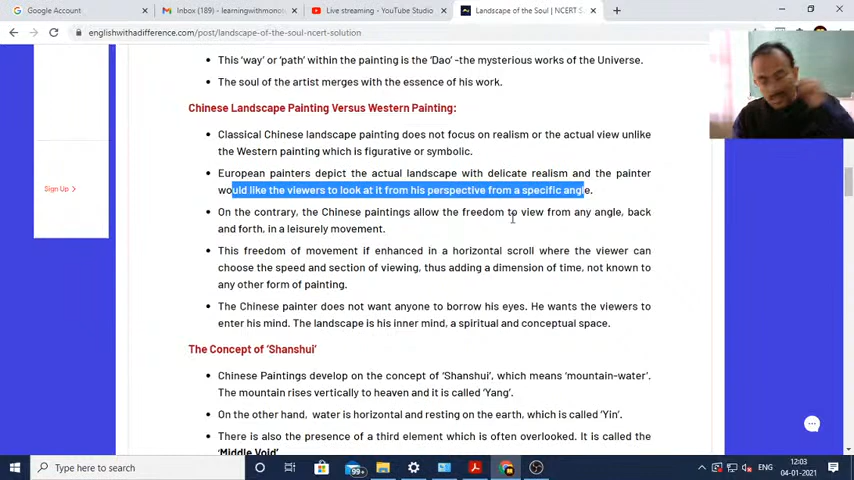 Google Account
Inbox (189) - learningwithmonotu
Live streaming - YouTube Studio
Landscape of the Soul | NCERT S
englishwithadifference.com/post/landscape-of-the-soul-ncert-solution
This 'way' or 'path' within the painting is the 'Dao' -the mysterious works of the Universe.
The soul of the artist merges with the essence of his work.
Chinese Landscape Painting Versus Western Painting:
Classical Chinese landscape painting does not focus on realism or the actual view unlike
the Western painting which is figurative or symbolic.
European painters depict the actual landscape with delicate realism and the painter
would like the viewers to look at it from his perspective from a specific angle.
Sign Up
On the contrary, the Chinese paintings allow the freedom to view from any angle, back
and forth, in a leisurely movement.
This freedom of movement if enhanced in a horizontal scroll where the viewer can
choose the speed and section of viewing, thus adding a dimension of time, not known to
any other form of painting.
The Chinese painter does not want anyone to borrow his eyes. He wants the viewers to
enter his mind. The landscape is his inner mind, a spiritual and conceptual space.
The Concept of 'Shanshui'
Chinese Paintings develop on the concept of 'Shanshui', which means 'mountain-water'.
The mountain rises vertically to heaven and it is called 'Yang'.
On the other hand, water is horizontal and resting on the earth, which is called 'Yin'.
There is also the presence of a third element which is often overlooked. It is called the
'Middle Void'
Type here to search
99+
ENG
12:03
04-01-2021